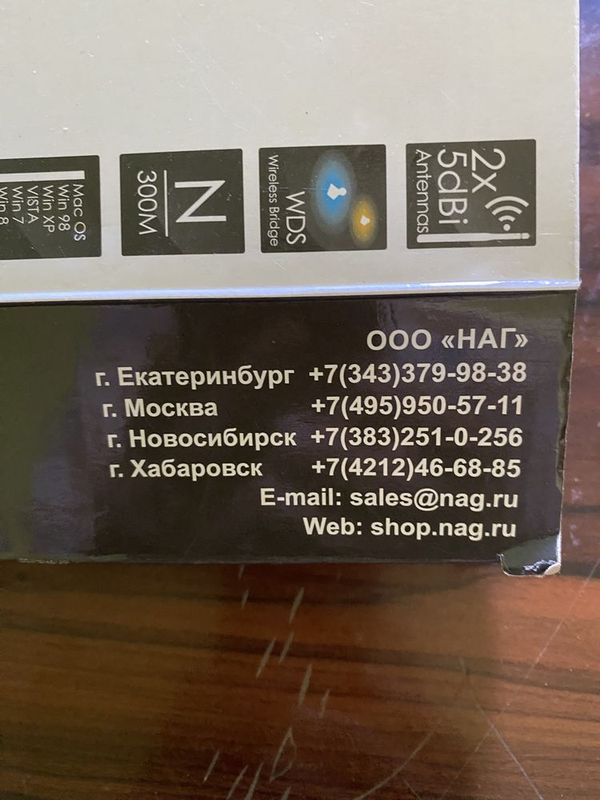 2x
5dBi
Antennas
WDS
Wireless Bridge
N
300M
Mac OS
Win 98
Win XP
VISTA
Win 7
Win 8
ООО «НАГ»
г. Екатеринбург +7(343)379-98-38
г. Москва +7(495)950-57-11
г. Новосибирск +7(383)251-0-256
г. Хабаровск +7(4212)46-68-85
E-mail: sales@nag.ru
Web: shop.nag.ru